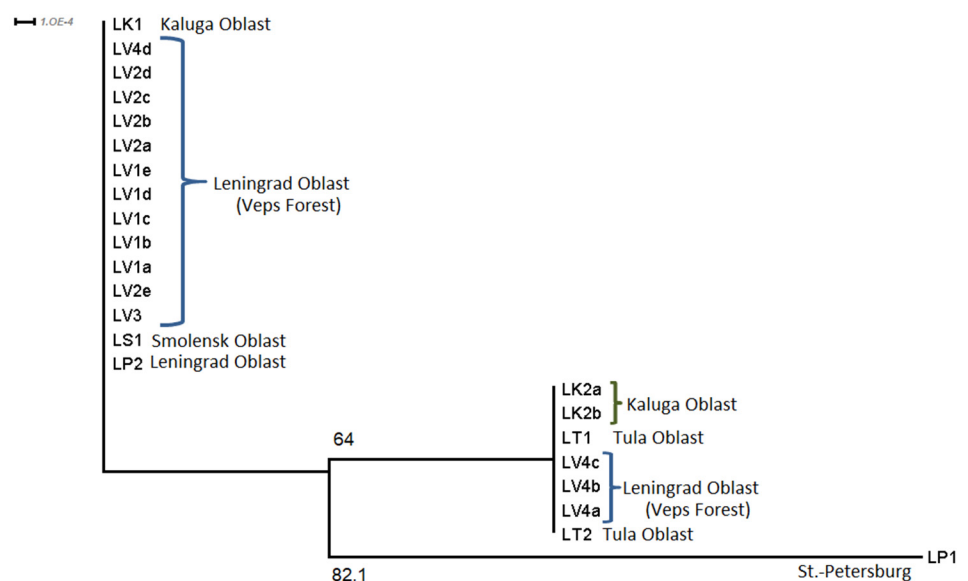 1.0E-4
LK1 Kaluga Oblast
LV4d
LV2d
LV2c
LV2b
LV2a
LV1e
LV1d
Leningrad Oblast
(Veps Forest)
LV1c
LV1b
LV1a
LV2e
LV3
LS1 Smolensk Oblast
LP2 Leningrad Oblast
LK2a
LK2b
Kaluga Oblast
64
LT1 Tula Oblast
LV4c
LV4b
LV4a
Leningrad Oblast
(Veps Forest)
LT2 Tula Oblast
LP1
St.-Petersburg
82.1